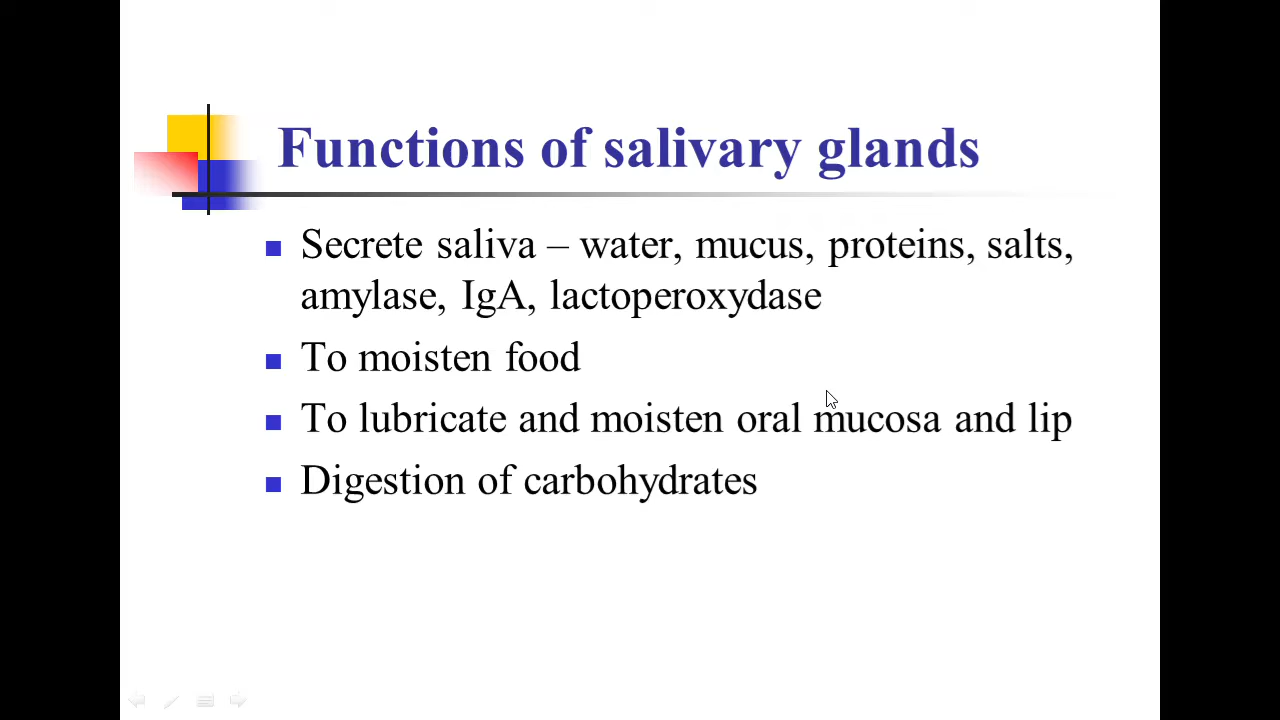 Functions of salivary glands
Secrete saliva – water, mucus, proteins, salts,
amylase, IgA, lactoperoxydase
To moisten food
To lubricate and moisten oral mucosa and lip
Digestion of carbohydrates